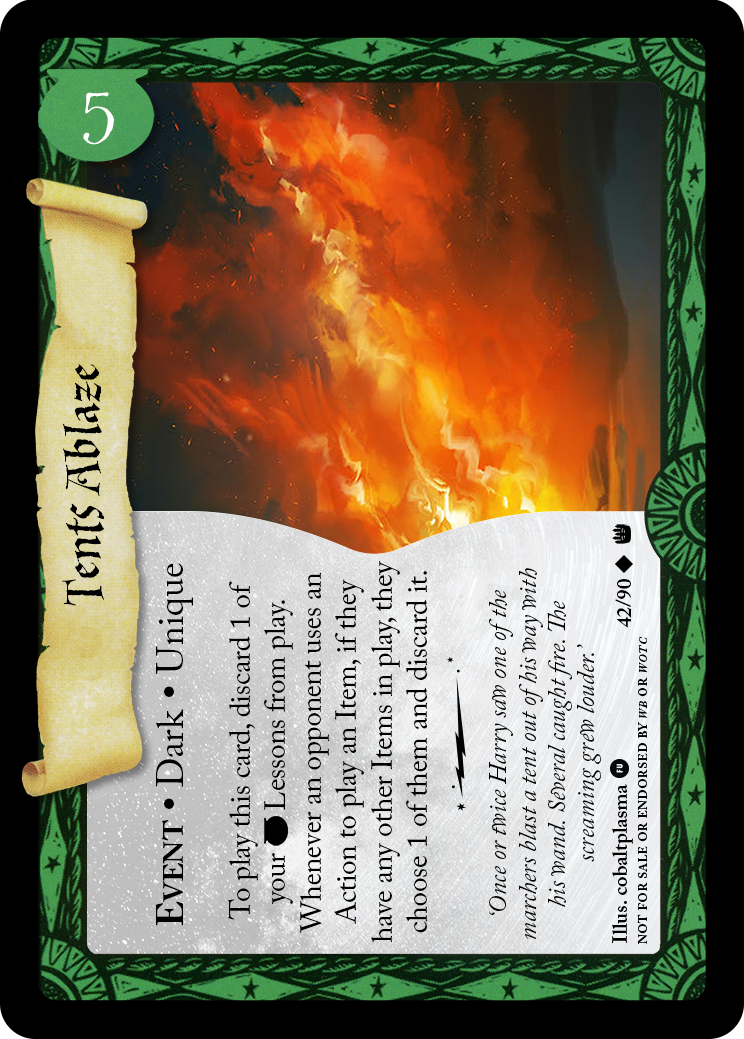 5
Tents Ablaze
EVENT • Dark • Unique
To play this card, discard 1 of
your Lessons from play.
Whenever an opponent uses an
Action to play an Item, if they
have any other Items in play, they
choose 1 of them and discard it.
‘Once or twice Harry saw one of the
marchers blast a tent out of his way with
his wand. Several caught fire. The
screaming grew louder.’
Illus. cobaltplasma FU 42/90
NOT FOR SALE OR ENDORSED BY WB OR WOTC